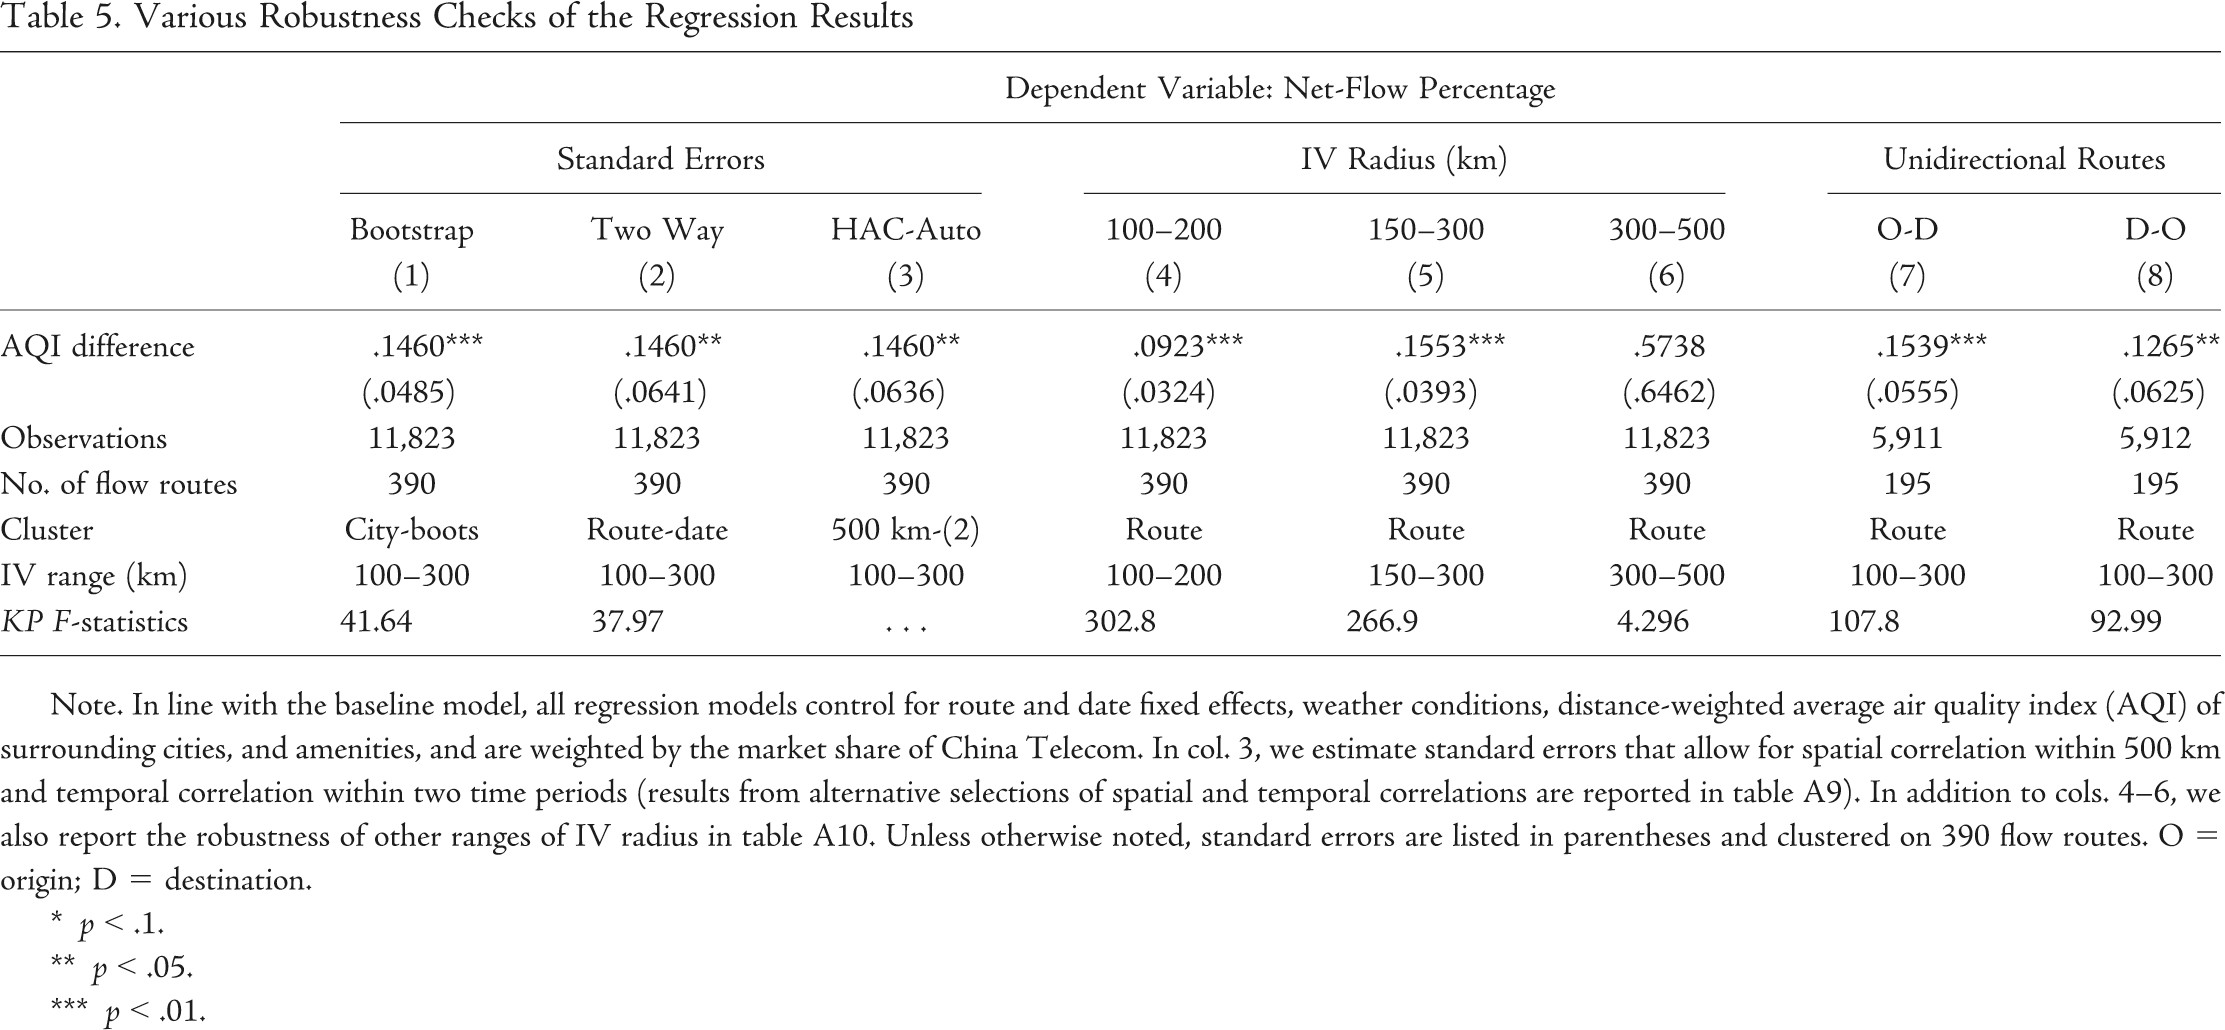 Table 5. Various Robustness Checks of the Regression Results
Dependent Variable: Net-Flow Percentage
Standard Errors IV Radius (km) Unidirectional Routes
Bootstrap Two Way HAC-Auto 100–200 150–300 300–500 O-D D-O
(1) (2) (3) (4) (5) (6) (7) (8)
AQI difference .1460*** .1460** .1460** .0923*** .1553*** .5738 .1539*** .1265**
(.0485) (.0641) (.0636) (.0324) (.0393) (.6462) (.0555) (.0625)
Observations 11,823 11,823 11,823 11,823 11,823 11,823 5,911 5,912
No. of flow routes 390 390 390 390 390 390 195 195
Cluster City-boots Route-date 500 km-(2) Route Route Route Route Route
IV range (km) 100–300 100–300 100–300 100–200 150–300 300–500 100–300 100–300
KP F-statistics 41.64 37.97 . . . 302.8 266.9 4.296 107.8 92.99
Note. In line with the baseline model, all regression models control for route and date fixed effects, weather conditions, distance-weighted average air quality index (AQI) of
surrounding cities, and amenities, and are weighted by the market share of China Telecom. In col. 3, we estimate standard errors that allow for spatial correlation within 500 km
and temporal correlation within two time periods (results from alternative selections of spatial and temporal correlations are reported in table A9). In addition to cols. 4–6, we
also report the robustness of other ranges of IV radius in table A10. Unless otherwise noted, standard errors are listed in parentheses and clustered on 390 flow routes. O =
origin; D = destination.
* p < .1.
** p < .05.
*** p < .01.